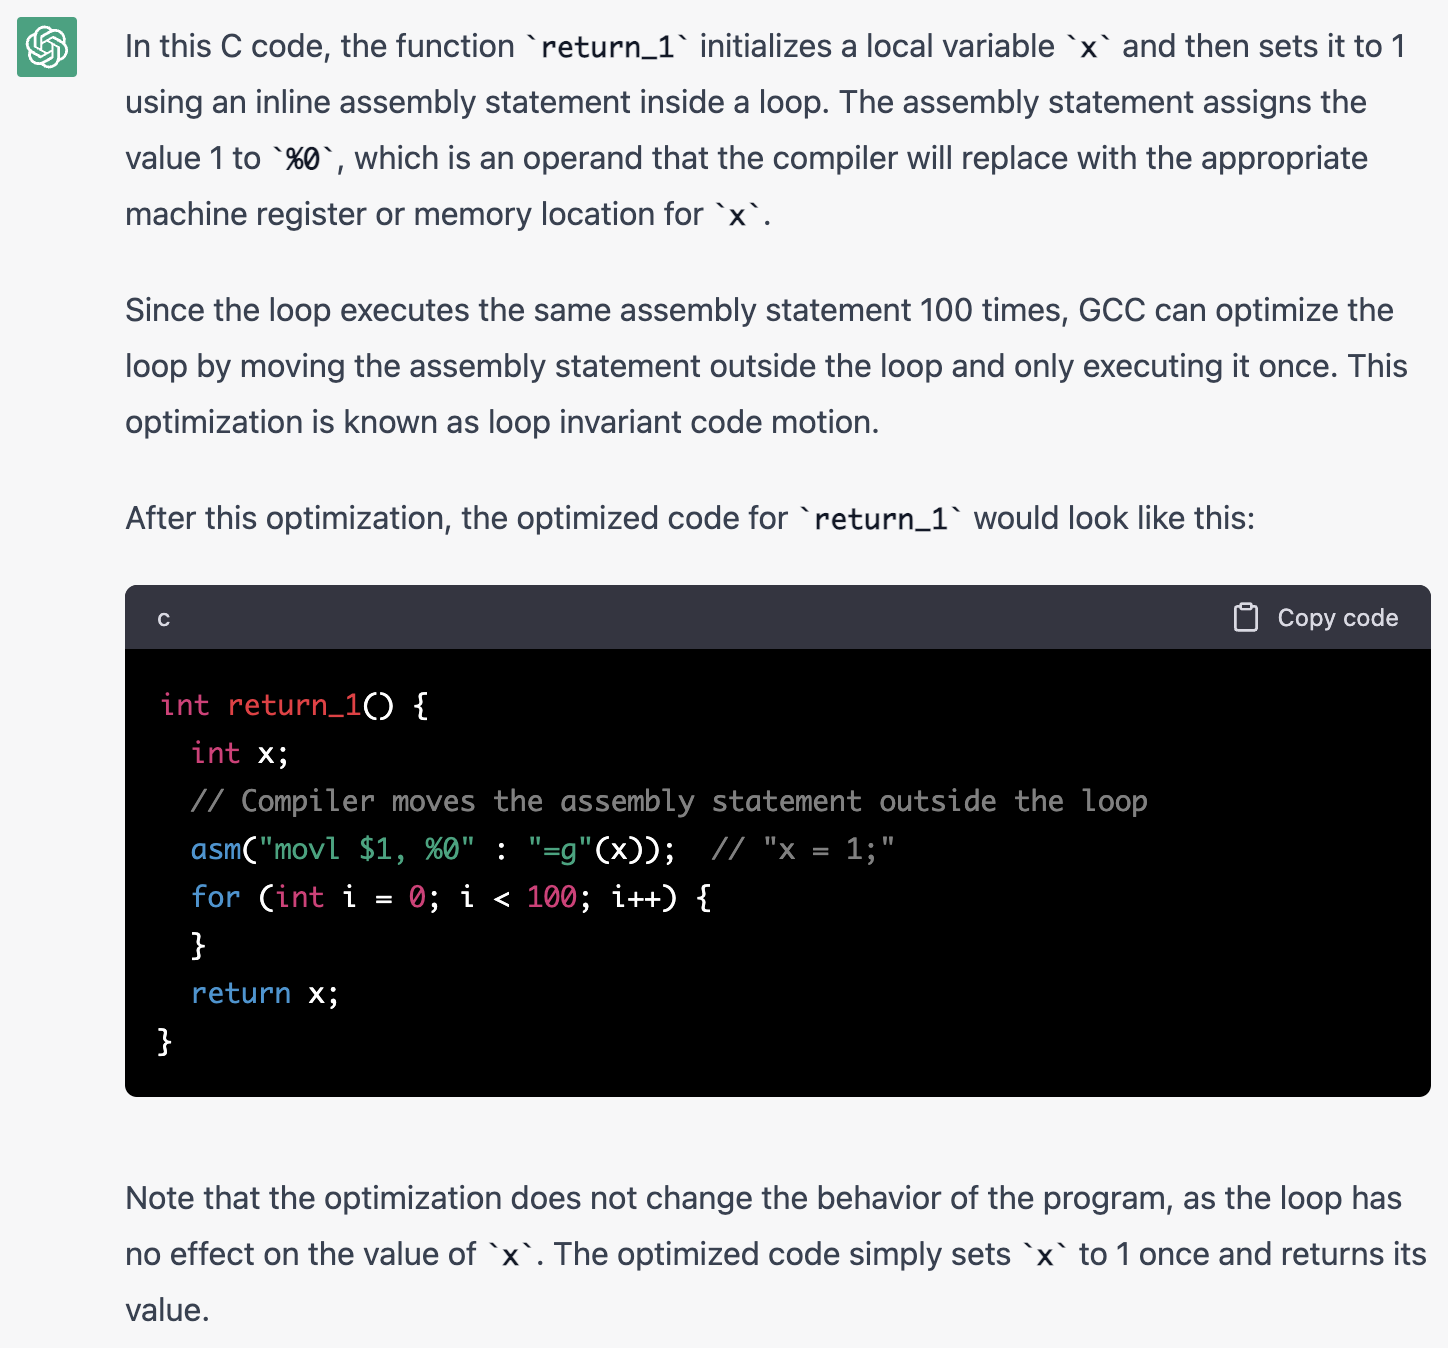 In this C code, the function `return_1` initializes a local variable `x` and then sets it to 1
using an inline assembly statement inside a loop. The assembly statement assigns the
value 1 to `%0`, which is an operand that the compiler will replace with the appropriate
machine register or memory location for `x`.
Since the loop executes the same assembly statement 100 times, GCC can optimize the
loop by moving the assembly statement outside the loop and only executing it once. This
optimization is known as loop invariant code motion.
After this optimization, the optimized code for `return_1` would look like this:
c Copy code
int return_1() {
  int x;
  // Compiler moves the assembly statement outside the loop
  asm("movl $1, %0" : "=g"(x));  // "x = 1;"
  for (int i = 0; i < 100; i++) {
  }
  return x;
}
Note that the optimization does not change the behavior of the program, as the loop has
no effect on the value of `x`. The optimized code simply sets `x` to 1 once and returns its
value.